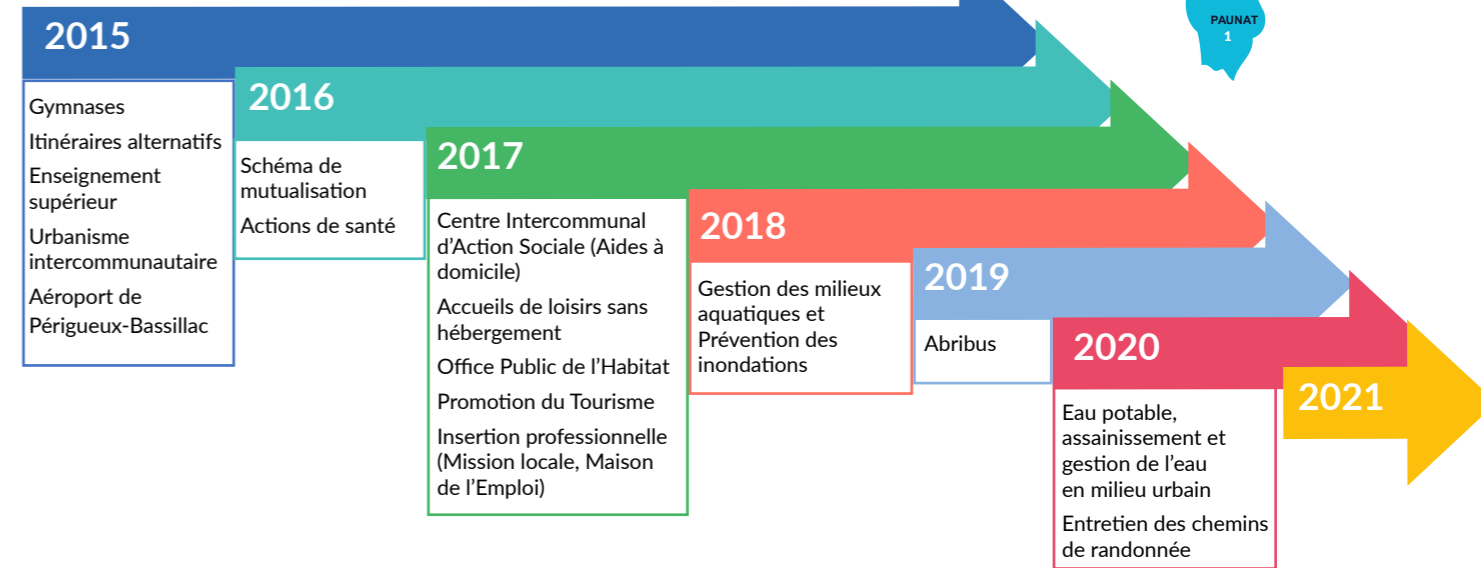 PAUNAT
1
2015
Gymnases
Itinéraires alternatifs
Enseignement
supérieur
Urbanisme
intercommunautaire
Aéroport de
Périgueux-Bassillac
2016
Schéma de
mutualisation
Actions de santé
2017
Centre Intercommunal
d'Action Sociale (Aides à
domicile)
Accueils de loisirs sans
hébergement
Office Public de l'Habitat
Promotion du Tourisme
Insertion professionnelle
(Mission locale, Maison
de l'Emploi)
2018
Gestion des milieux
aquatiques et
Prévention des
inondations
2019
Abribus
2020
Eau potable,
assainissement et
gestion de l'eau
en milieu urbain
Entretien des chemins
de randonnée
2021